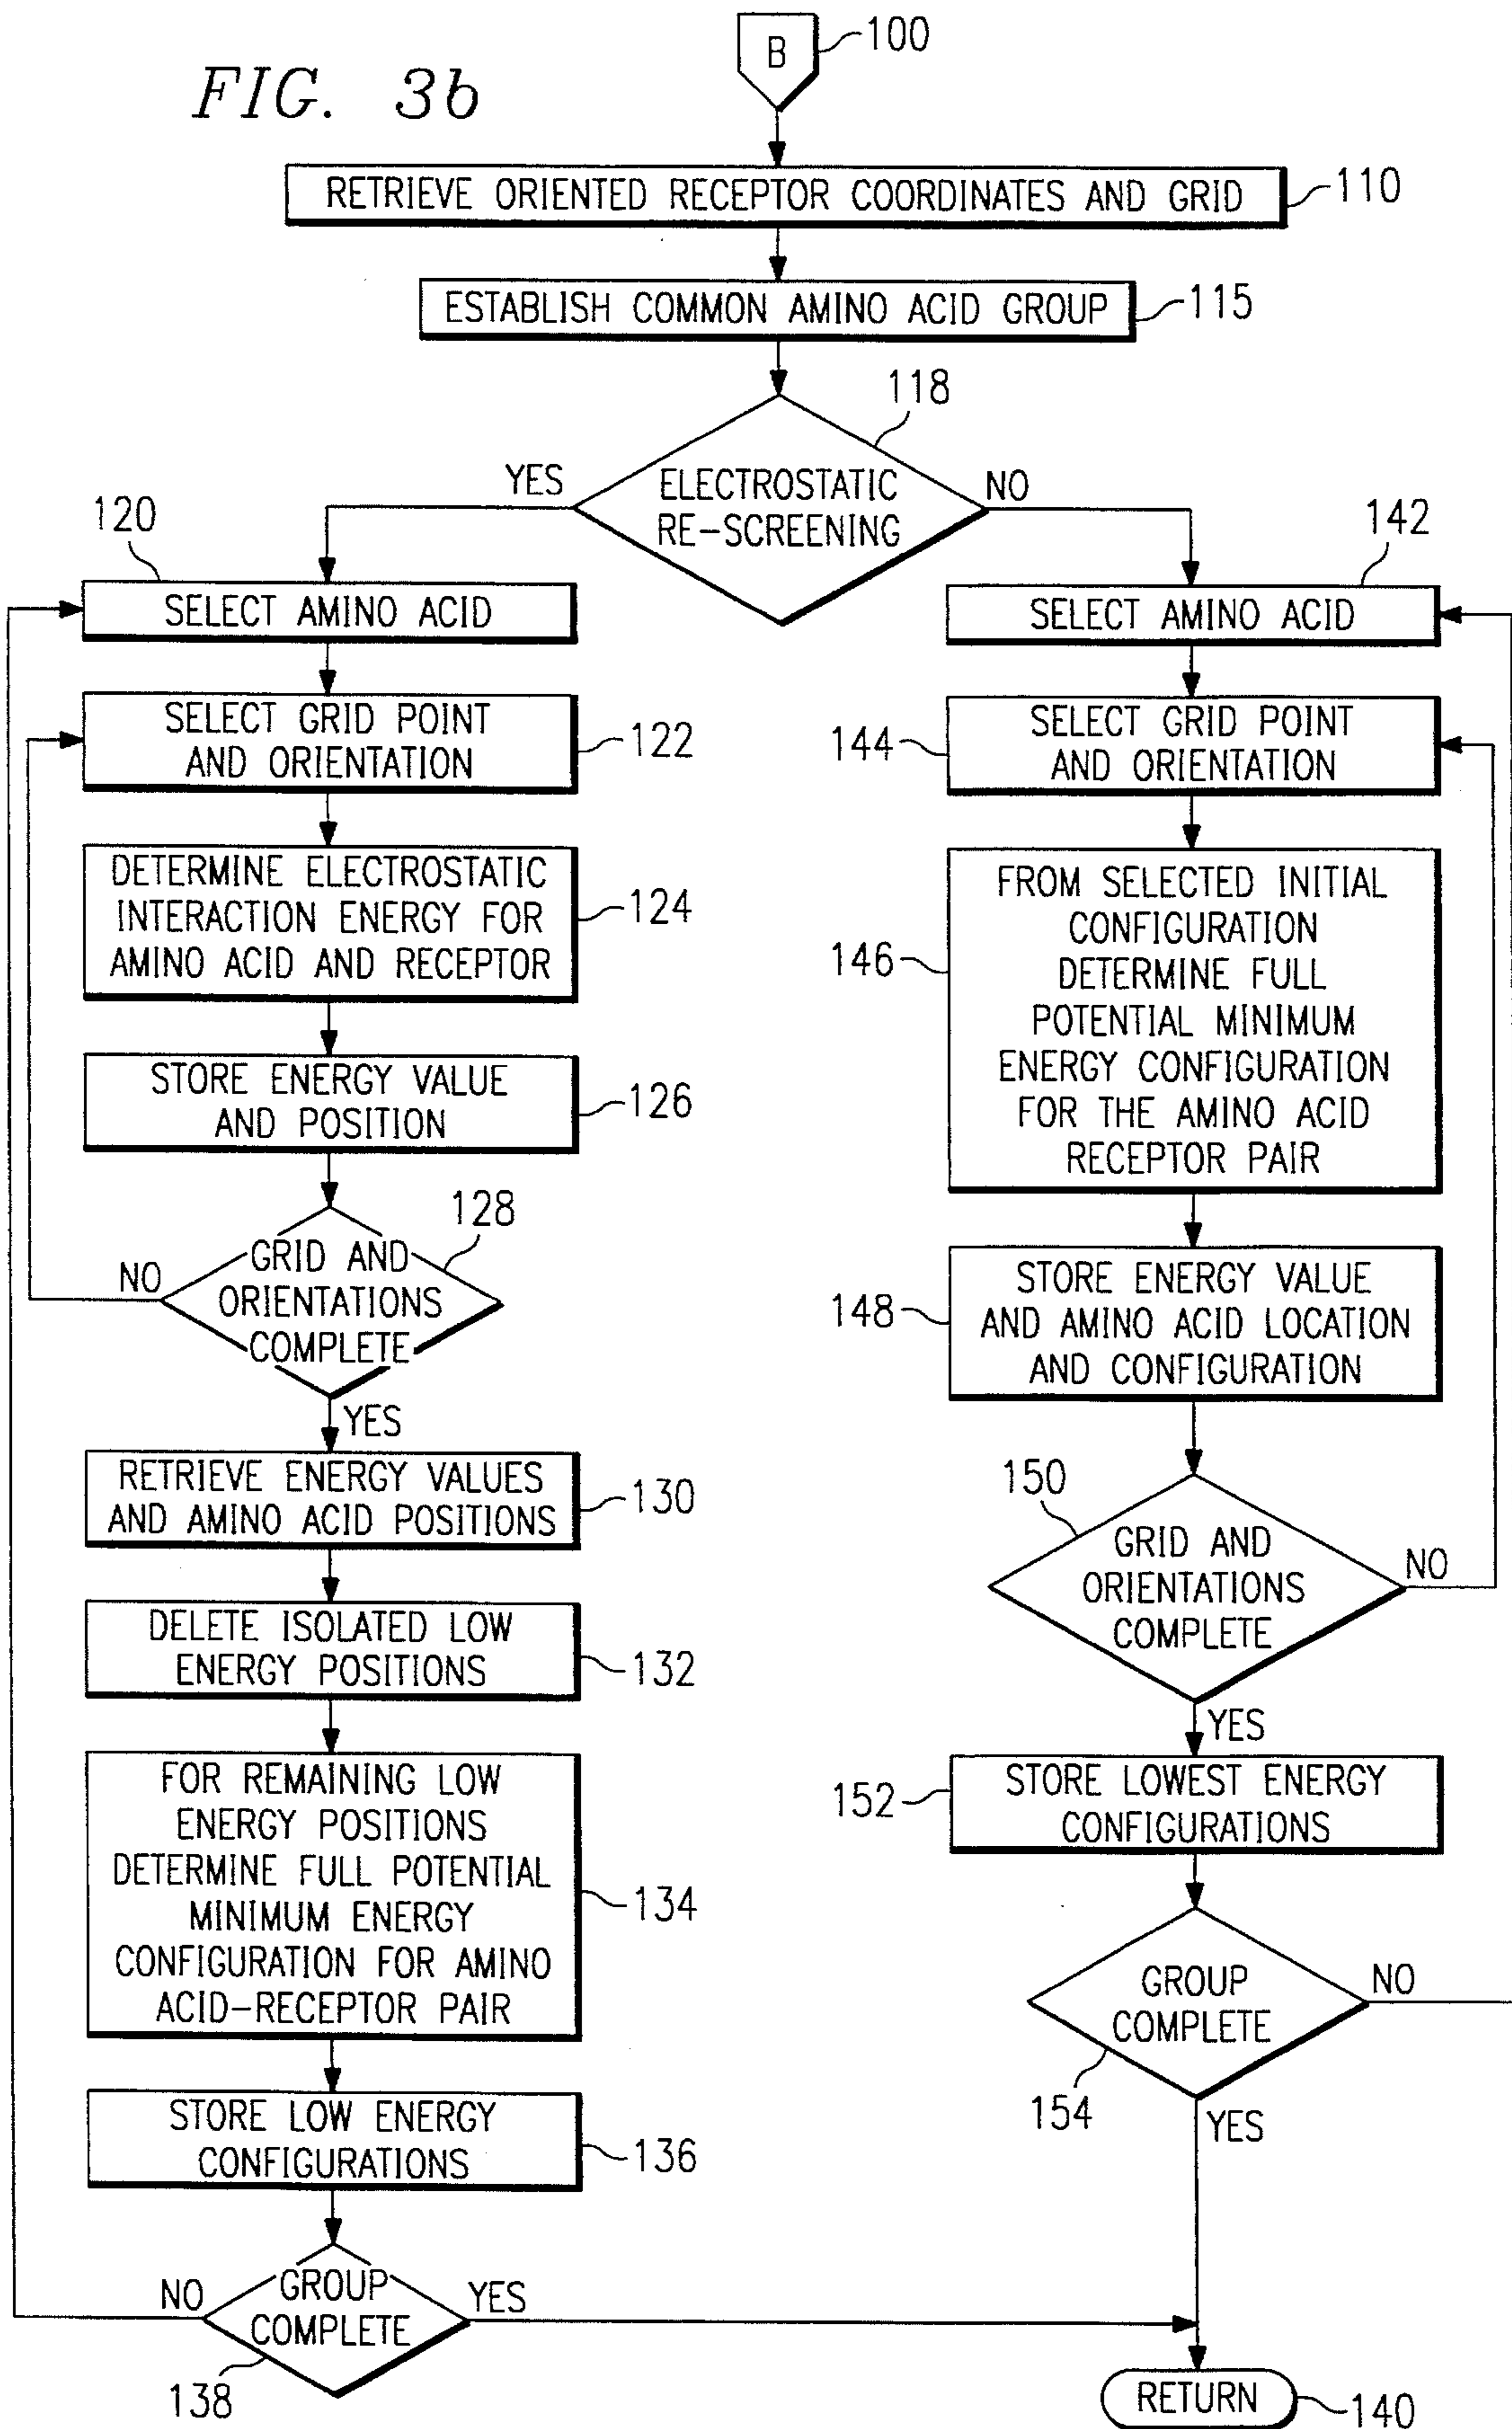 FIG. 3b
B
100
RETRIEVE ORIENTED RECEPTOR COORDINATES AND GRID
110
ESTABLISH COMMON AMINO ACID GROUP
115
118
ELECTROSTATIC
RE-SCREENING
YES
NO
120
SELECT AMINO ACID
SELECT GRID POINT
AND ORIENTATION
122
DETERMINE ELECTROSTATIC
INTERACTION ENERGY FOR
AMINO ACID AND RECEPTOR
124
STORE ENERGY VALUE
AND POSITION
126
128
GRID AND
ORIENTATIONS
COMPLETE
NO
YES
RETRIEVE ENERGY VALUES
AND AMINO ACID POSITIONS
130
DELETE ISOLATED LOW
ENERGY POSITIONS
132
FOR REMAINING LOW
ENERGY POSITIONS
DETERMINE FULL POTENTIAL
MINIMUM ENERGY
CONFIGURATION FOR AMINO
ACID-RECEPTOR PAIR
134
STORE LOW ENERGY
CONFIGURATIONS
136
NO
GROUP
COMPLETE
YES
138
142
SELECT AMINO ACID
144
SELECT GRID POINT
AND ORIENTATION
146
FROM SELECTED INITIAL
CONFIGURATION
DETERMINE FULL
POTENTIAL MINIMUM
ENERGY CONFIGURATION
FOR THE AMINO ACID
RECEPTOR PAIR
148
STORE ENERGY VALUE
AND AMINO ACID LOCATION
AND CONFIGURATION
150
GRID AND
ORIENTATIONS
COMPLETE
NO
YES
152
STORE LOWEST ENERGY
CONFIGURATIONS
GROUP
COMPLETE
NO
154
YES
RETURN
140